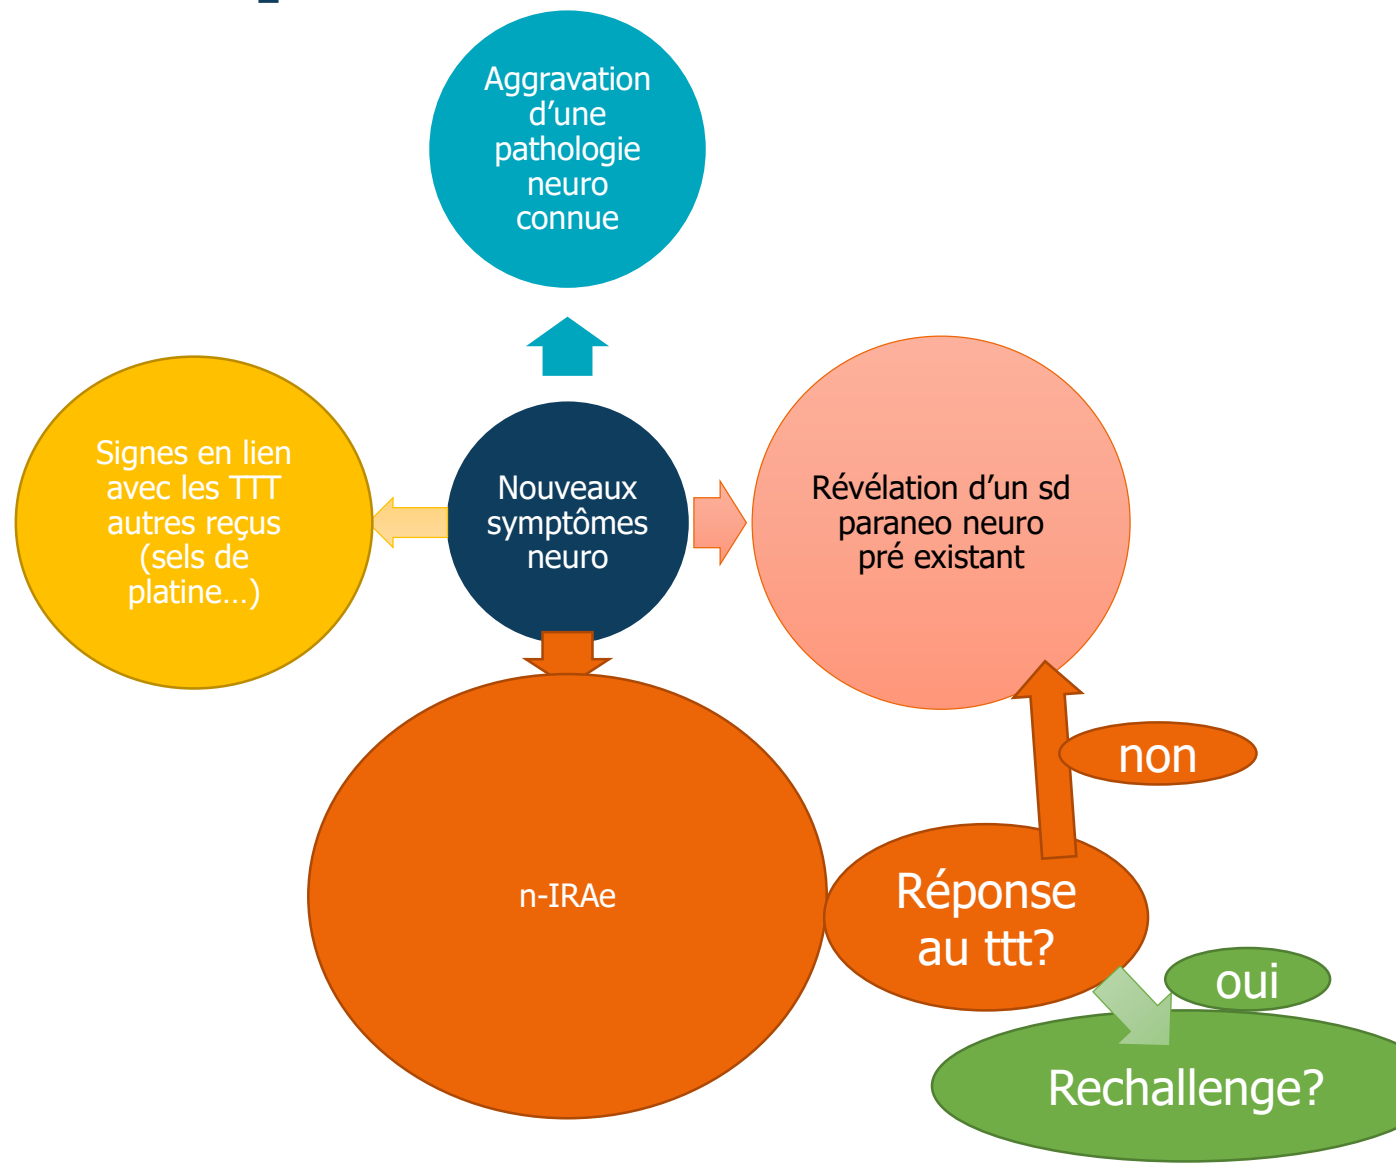 Aggravation
d’une
pathologie
neuro
connue
Signes en lien
avec les TTT
autres reçus
(sels de
platine…)
Nouveaux
symptômes
neuro
Révélation d’un sd
paraneo neuro
pré existant
non
n-IRAe
Réponse
au ttt?
oui
Rechallenge?